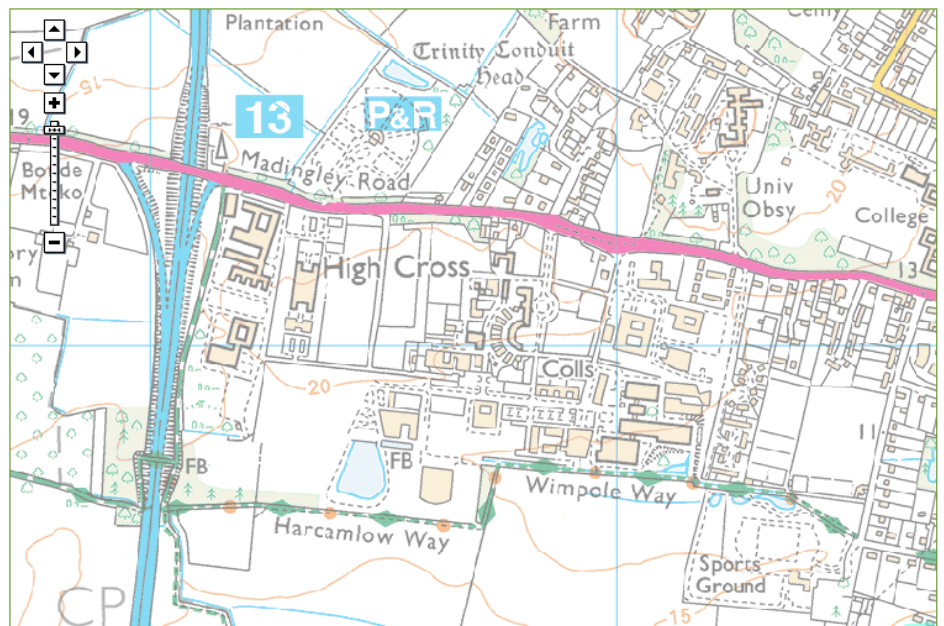 Plantation
Farm
Cemy
Trinity Conduit
Head
15
13
P&R
19
Madingley Road
Univ
Obsy
20
College
13
High Cross
Colls
20
11
FB
FB
Wimpole Way
Harcamlow Way
Sports
Ground
CP
15